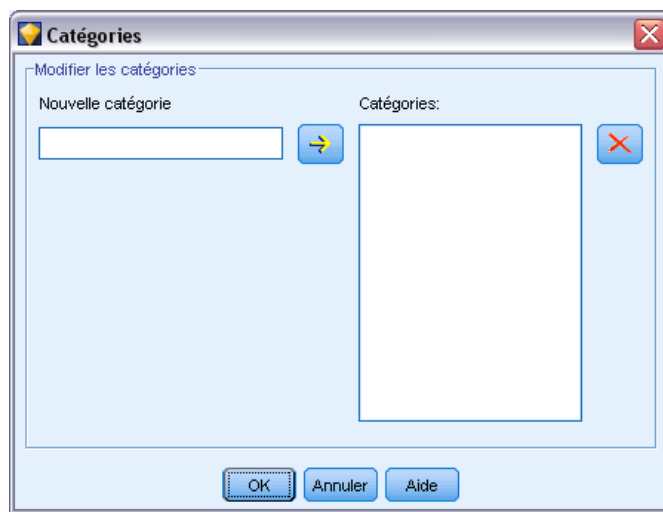 Catégories
Modifier les catégories
Nouvelle catégorie
Catégories:
OK
Annuler
Aide